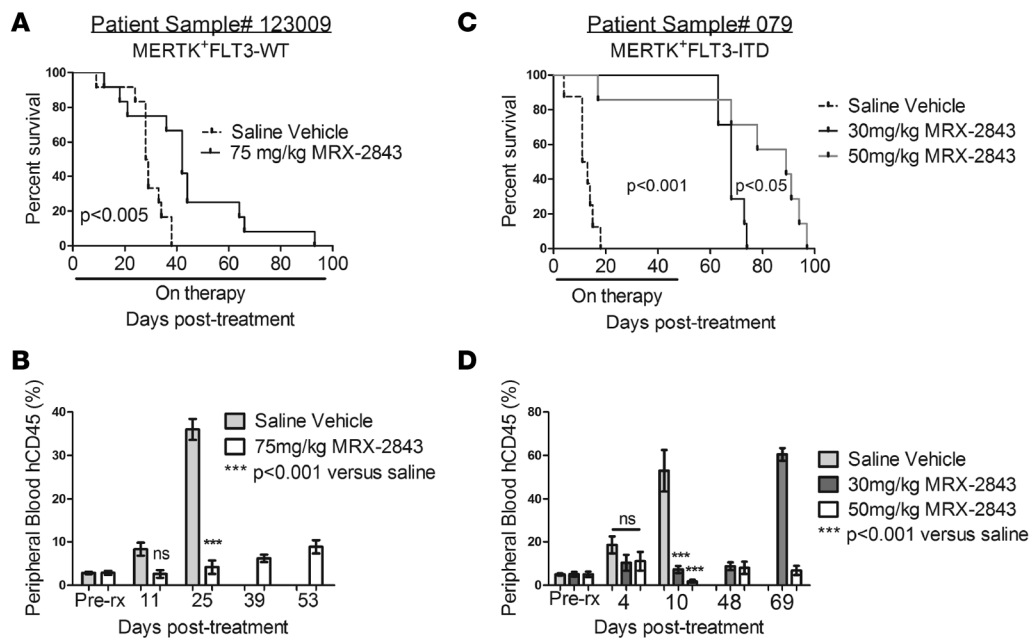 A
Patient Sample# 123009
MERTK⁺FLT3-WT
Percent survival
100
80
60
40
20
0
Saline Vehicle
75 mg/kg MRX-2843
p<0.005
0 20 40 60 80 100
On therapy
Days post-treatment
C
Patient Sample# 079
MERTK⁺FLT3-ITD
Percent survival
100
80
60
40
20
0
Saline Vehicle
30mg/kg MRX-2843
50mg/kg MRX-2843
p<0.001
p<0.05
0 20 40 60 80 100
On therapy
Days post-treatment
B
Peripheral Blood hCD45 (%)
40
30
20
10
0
Saline Vehicle
75mg/kg MRX-2843
*** p<0.001 versus saline
ns
***
Pre-rx 11 25 39 53
Days post-treatment
D
Peripheral Blood hCD45 (%)
80
60
40
20
0
Saline Vehicle
30mg/kg MRX-2843
50mg/kg MRX-2843
*** p<0.001 versus saline
ns
***
***
Pre-rx 4 10 48 69
Days post-treatment